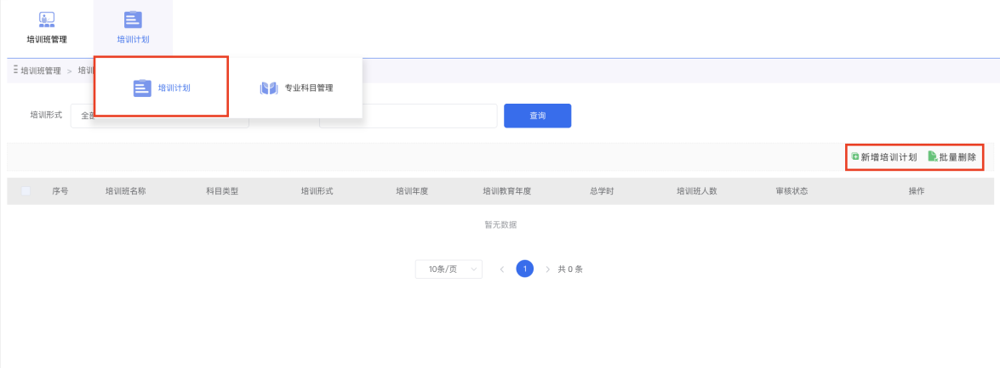 培训班管理 培训计划
培训班管理 > 培训
培训计划 专业科目管理
培训形式 全部 查询
新增培训计划 批量删除
序号 培训班名称 科目类型 培训形式 培训年度 培训教育年度 总学时 培训班人数 审核状态 操作
暂无数据
10条/页 < 1 > 共 0 条